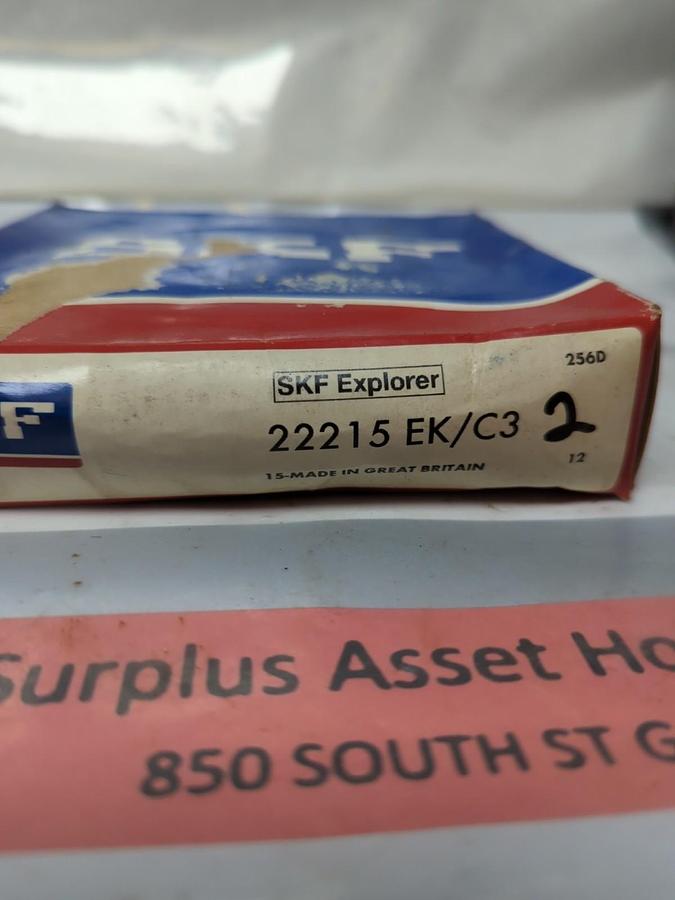 SKF
256D
SKF Explorer
22215 EK/C3 2
15-MADE IN GREAT BRITAIN
12
Surplus Asset Ho
850 SOUTH ST G